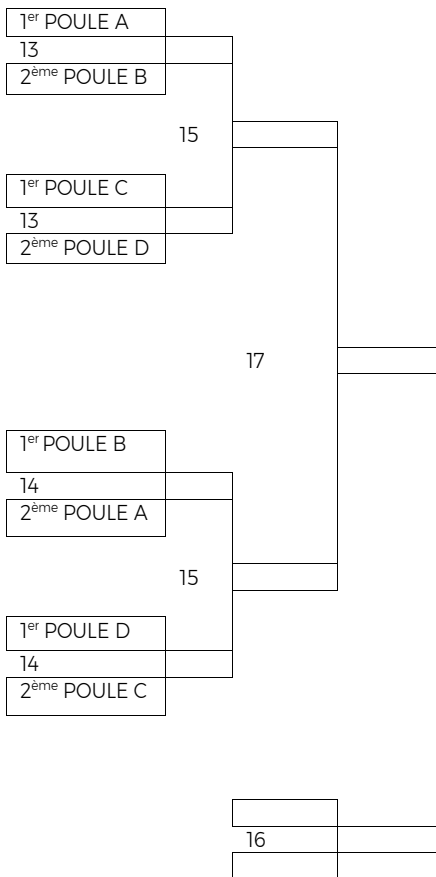 1er POULE A
13
2ème POULE B
15
1er POULE C
13
2ème POULE D
17
1er POULE B
14
2ème POULE A
15
1er POULE D
14
2ème POULE C
16